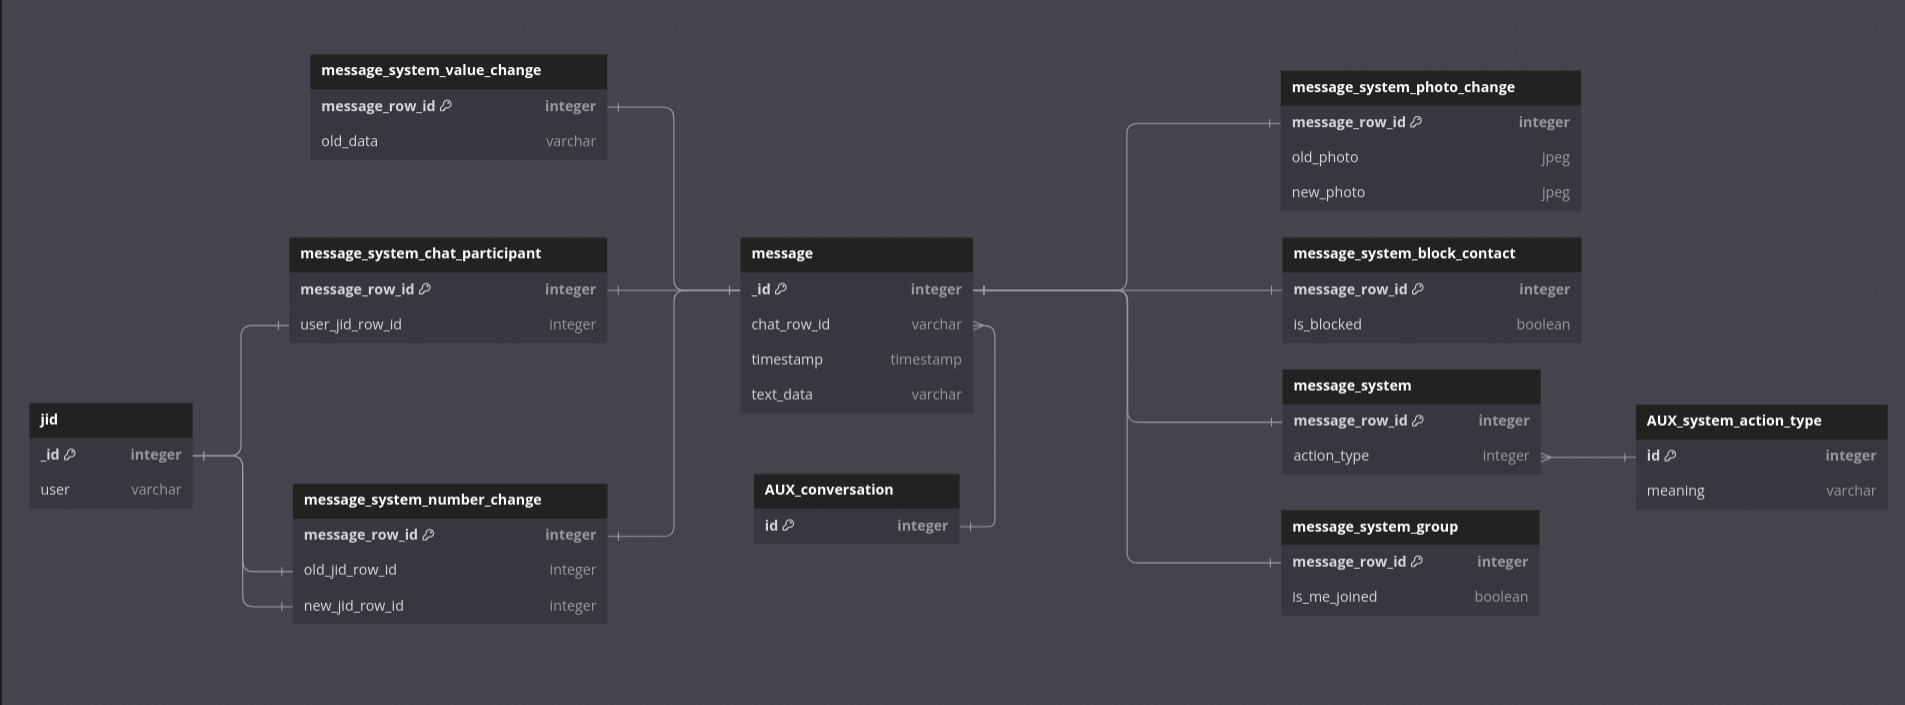 message_system_value_change
message_row_id integer
old_data varchar
message_system_chat_participant
message_row_id integer
user_jid_row_id integer
jid
_id integer
user varchar
message_system_number_change
message_row_id integer
old_jid_row_id integer
new_jid_row_id integer
message
_id integer
chat_row_id varchar
timestamp timestamp
text_data varchar
AUX_conversation
id integer
message_system_photo_change
message_row_id integer
old_photo jpeg
new_photo jpeg
message_system_block_contact
message_row_id integer
is_blocked boolean
message_system
message_row_id integer
action_type integer
AUX_system_action_type
id integer
meaning varchar
message_system_group
message_row_id integer
is_me_joined boolean